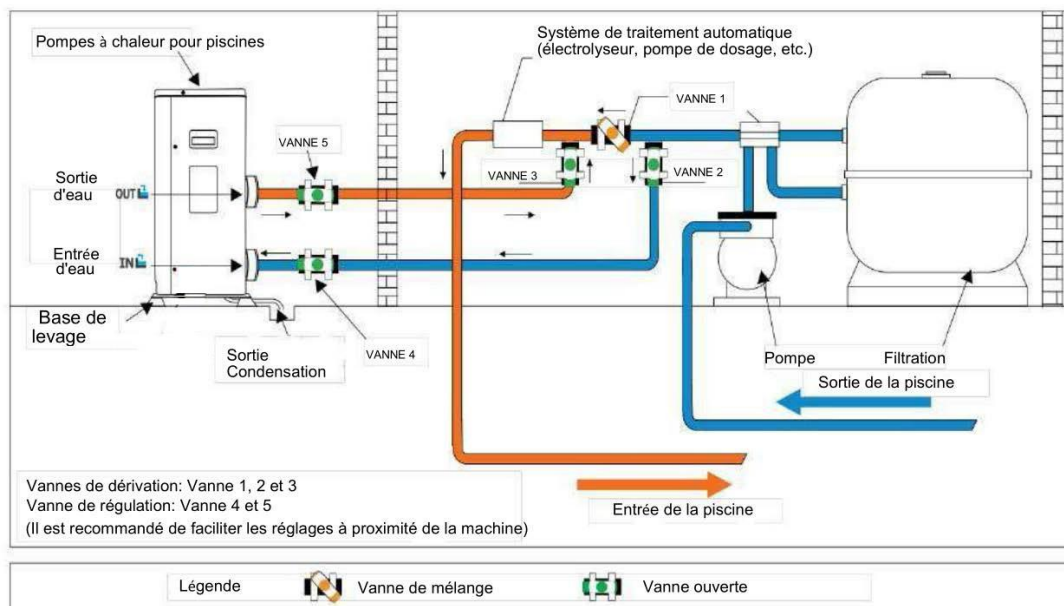 Pompes à chaleur pour piscines
Système de traitement automatique
(électrolyseur, pompe de dosage, etc.)
VANNE 1
VANNE 5
VANNE 3
VANNE 2
Sortie
d'eau
OUT
Entrée
d'eau
IN
Base de
levage
Sortie
Condensation
VANNE 4
Pompe
Filtration
Sortie de la piscine
Entrée de la piscine
Vannes de dérivation: Vanne 1, 2 et 3
Vanne de régulation: Vanne 4 et 5
(Il est recommandé de faciliter les réglages à proximité de la machine)
Légende
Vanne de mélange
Vanne ouverte